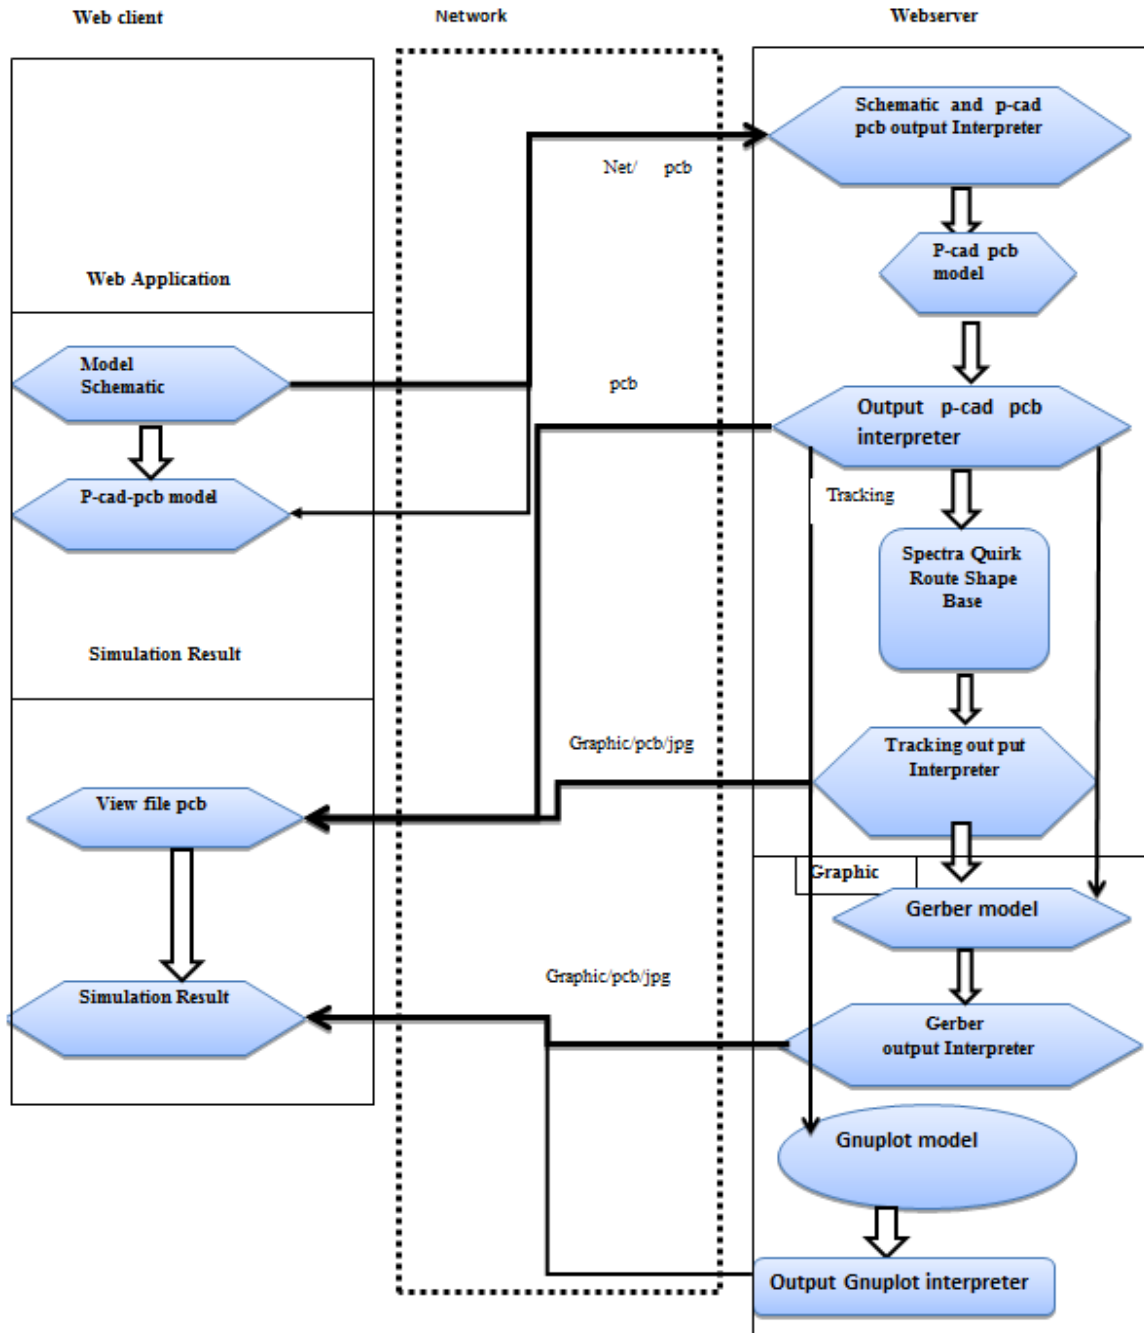 Web client
Network
Webserver
Schematic and p-cad
pcb output Interpreter
Net/ pcb
P-cad pcb
model
Web Application
Model
Schematic
pcb
Output p-cad pcb
interpreter
P-cad-pcb model
Tracking
Spectra Quirk
Route Shape
Base
Simulation Result
Graphic/pcb/jpg
Tracking out put
Interpreter
View file pcb
Graphic
Gerber model
Graphic/pcb/jpg
Simulation Result
Gerber
output Interpreter
Gnuplot model
Output Gnuplot interpreter